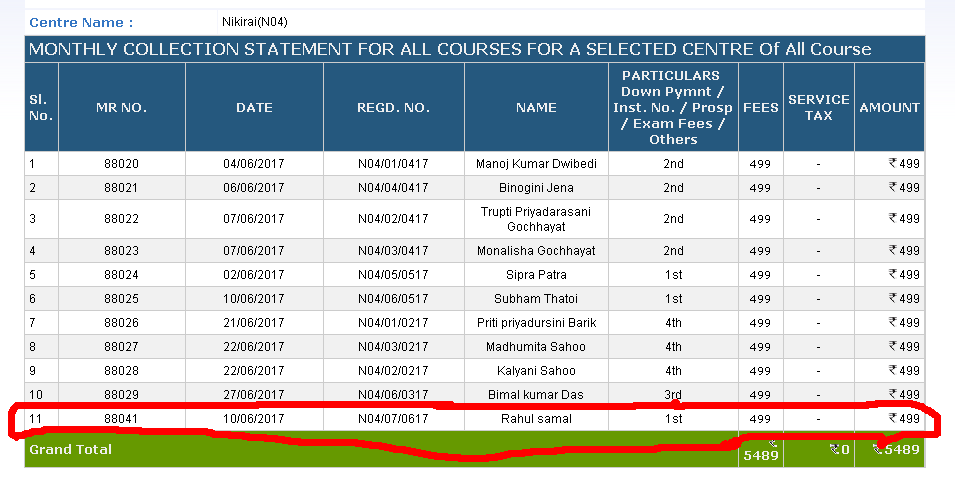 Centre Name : Nikirai(N04)
MONTHLY COLLECTION STATEMENT FOR ALL COURSES FOR A SELECTED CENTRE Of All Course
Sl. No. MR NO. DATE REGD. NO. NAME PARTICULARS Down Pymnt / Inst. No. / Prosp / Exam Fees / Others FEES SERVICE TAX AMOUNT
1 88020 04/06/2017 N04/01/0417 Manoj Kumar Dwibedi 2nd 499 - ₹ 499
2 88021 06/06/2017 N04/04/0417 Binogini Jena 2nd 499 - ₹ 499
3 88022 07/06/2017 N04/02/0417 Trupti Priyadarasani Gochhayat 2nd 499 - ₹ 499
4 88023 07/06/2017 N04/03/0417 Monalisha Gochhayat 2nd 499 - ₹ 499
5 88024 02/06/2017 N04/05/0517 Sipra Patra 1st 499 - ₹ 499
6 88025 10/06/2017 N04/06/0517 Subham Thatoi 1st 499 - ₹ 499
7 88026 21/06/2017 N04/01/0217 Priti priyadursini Barik 4th 499 - ₹ 499
8 88027 22/06/2017 N04/03/0217 Madhumita Sahoo 4th 499 - ₹ 499
9 88028 22/06/2017 N04/02/0217 Kalyani Sahoo 4th 499 - ₹ 499
10 88029 27/06/2017 N04/06/0317 Bimal kumar Das 3rd 499 - ₹ 499
11 88041 10/06/2017 N04/07/0617 Rahul samal 1st 499 - ₹ 499
Grand Total ₹ 5489 ₹0 ₹5489